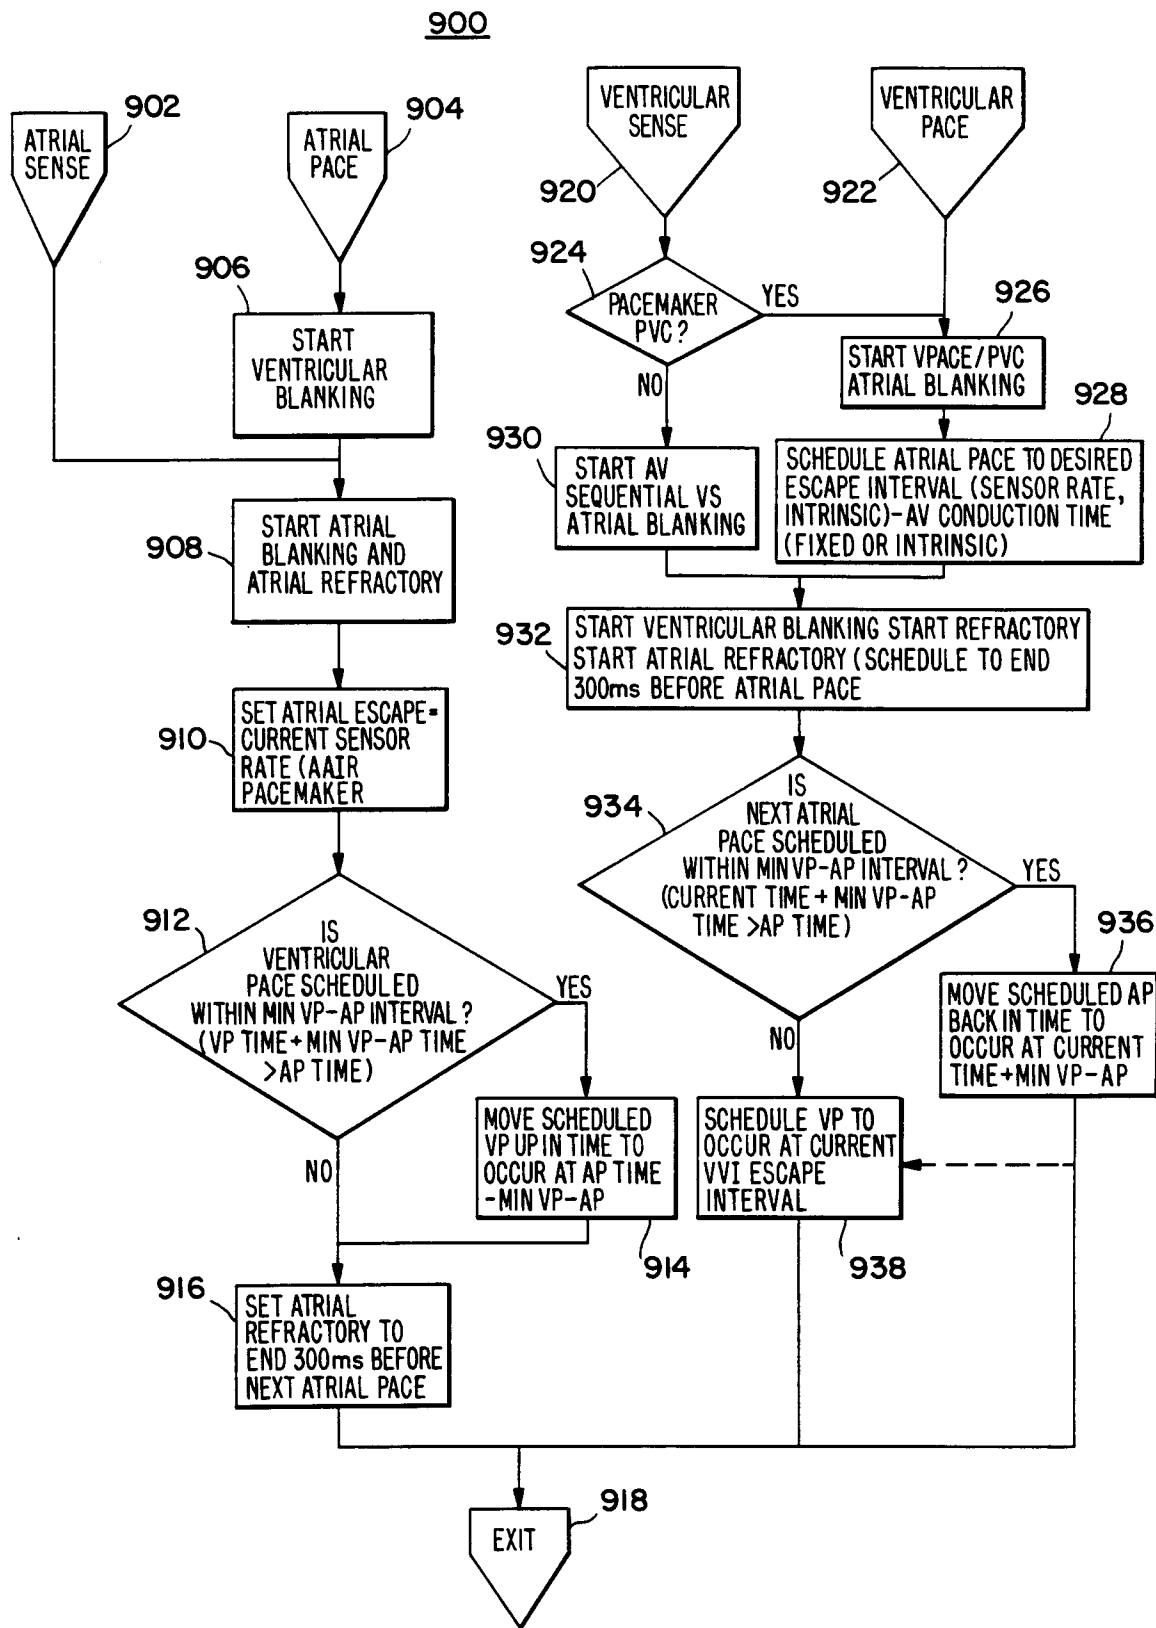 900
902
ATRIAL
SENSE
904
ATRIAL
PACE
906
START
VENTRICULAR
BLANKING
908
START ATRIAL
BLANKING AND
ATRIAL REFRACTORY
910
SET ATRIAL ESCAPE=
CURRENT SENSOR
RATE (AAIR
PACEMAKER
912
IS
VENTRICULAR
PACE SCHEDULED
WITHIN MIN VP-AP INTERVAL?
(VP TIME+MIN VP-AP TIME
>AP TIME)
YES
NO
MOVE SCHEDULED
VP UP IN TIME TO
OCCUR AT AP TIME
-MIN VP-AP
914
916
SET ATRIAL
REFRACTORY TO
END 300ms BEFORE
NEXT ATRIAL PACE
VENTRICULAR
SENSE
920
VENTRICULAR
PACE
922
924
PACEMAKER
PVC?
YES
NO
926
START VPACE/PVC
ATRIAL BLANKING
928
SCHEDULE ATRIAL PACE TO DESIRED
ESCAPE INTERVAL (SENSOR RATE,
INTRINSIC)-AV CONDUCTION TIME
(FIXED OR INTRINSIC)
930
START AV
SEQUENTIAL VS
ATRIAL BLANKING
932
START VENTRICULAR BLANKING START REFRACTORY
START ATRIAL REFRACTORY (SCHEDULE TO END
300ms BEFORE ATRIAL PACE
934
IS
NEXT ATRIAL
PACE SCHEDULED
WITHIN MIN VP-AP INTERVAL?
(CURRENT TIME+MIN VP-AP
TIME >AP TIME)
YES
NO
936
MOVE SCHEDULED AP
BACK IN TIME TO
OCCUR AT CURRENT
TIME+MIN VP-AP
SCHEDULE VP TO
OCCUR AT CURRENT
VVI ESCAPE
INTERVAL
938
918
EXIT